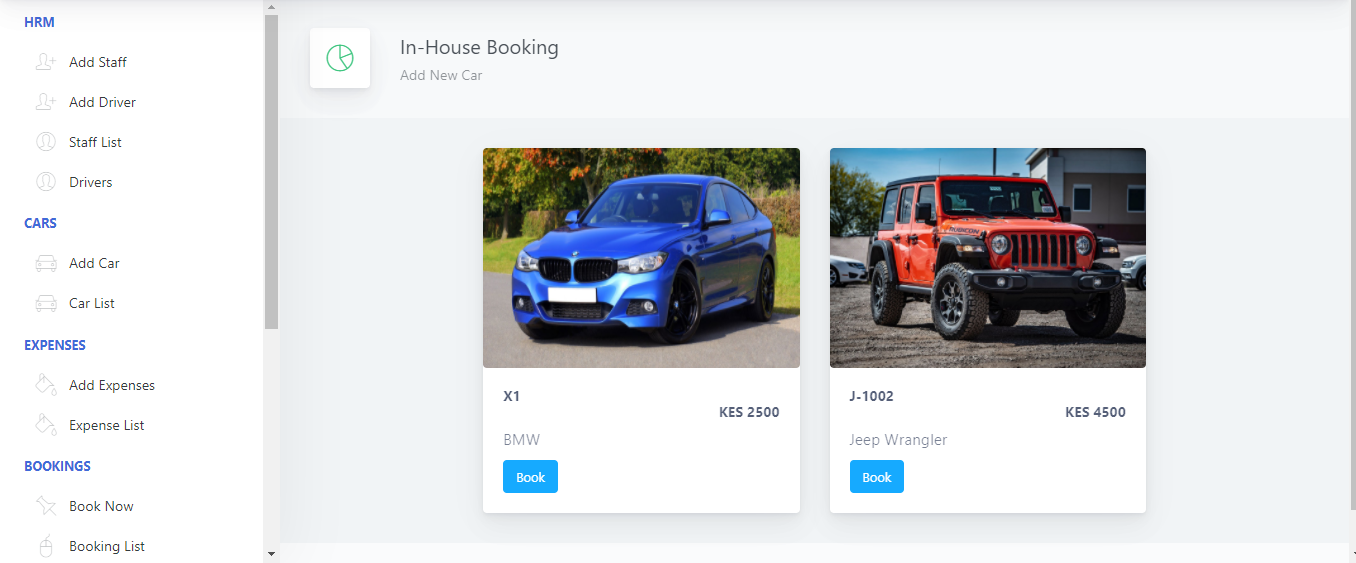 HRM
Add Staff
Add Driver
Staff List
Drivers
CARS
Add Car
Car List
EXPENSES
Add Expenses
Expense List
BOOKINGS
Book Now
Booking List
In-House Booking
Add New Car
X1
KES 2500
BMW
Book
RUBICON
J-1002
KES 4500
Jeep Wrangler
Book